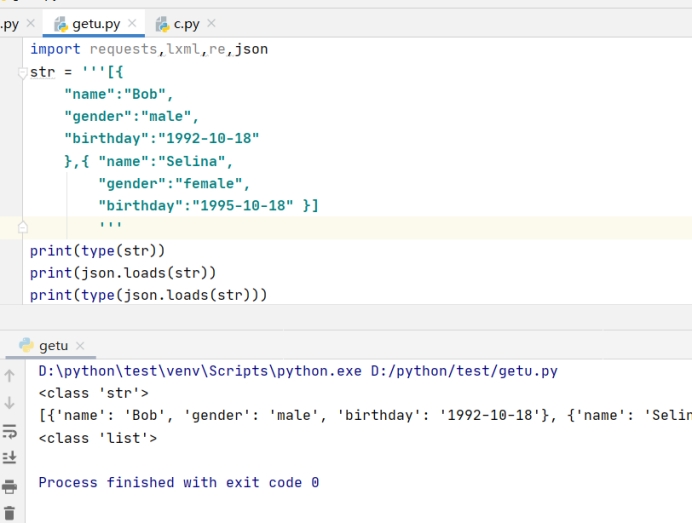 .py getu.py c.py
import requests,lxml,re,json
str = '''[{
"name":"Bob",
"gender":"male",
"birthday":"1992-10-18"
},{ "name":"Selina",
"gender":"female",
"birthday":"1995-10-18" }]
'''
print(type(str))
print(json.loads(str))
print(type(json.loads(str)))
getu
D:\python\test\venv\Scripts\python.exe D:/python/test/getu.py
<class 'str'>
[{'name': 'Bob', 'gender': 'male', 'birthday': '1992-10-18'}, {'name': 'Selin
<class 'list'>
Process finished with exit code 0